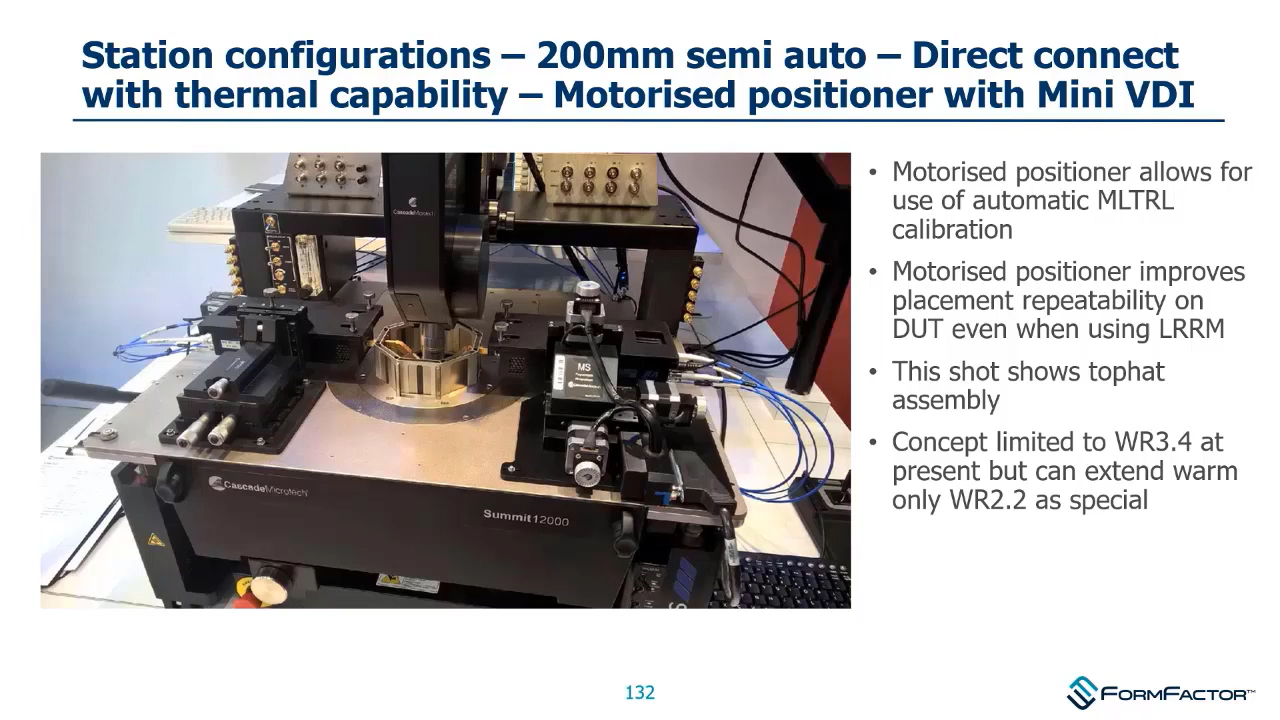 Station configurations – 200mm semi auto – Direct connect
with thermal capability – Motorised positioner with Mini VDI
CascadeMicrotech
MS
CascadeMicrotech
Summit12000
• Motorised positioner allows for
use of automatic MLTRL
calibration
• Motorised positioner improves
placement repeatability on
DUT even when using LRRM
• This shot shows tophat
assembly
• Concept limited to WR3.4 at
present but can extend warm
only WR2.2 as special
132
FORMFACTOR™